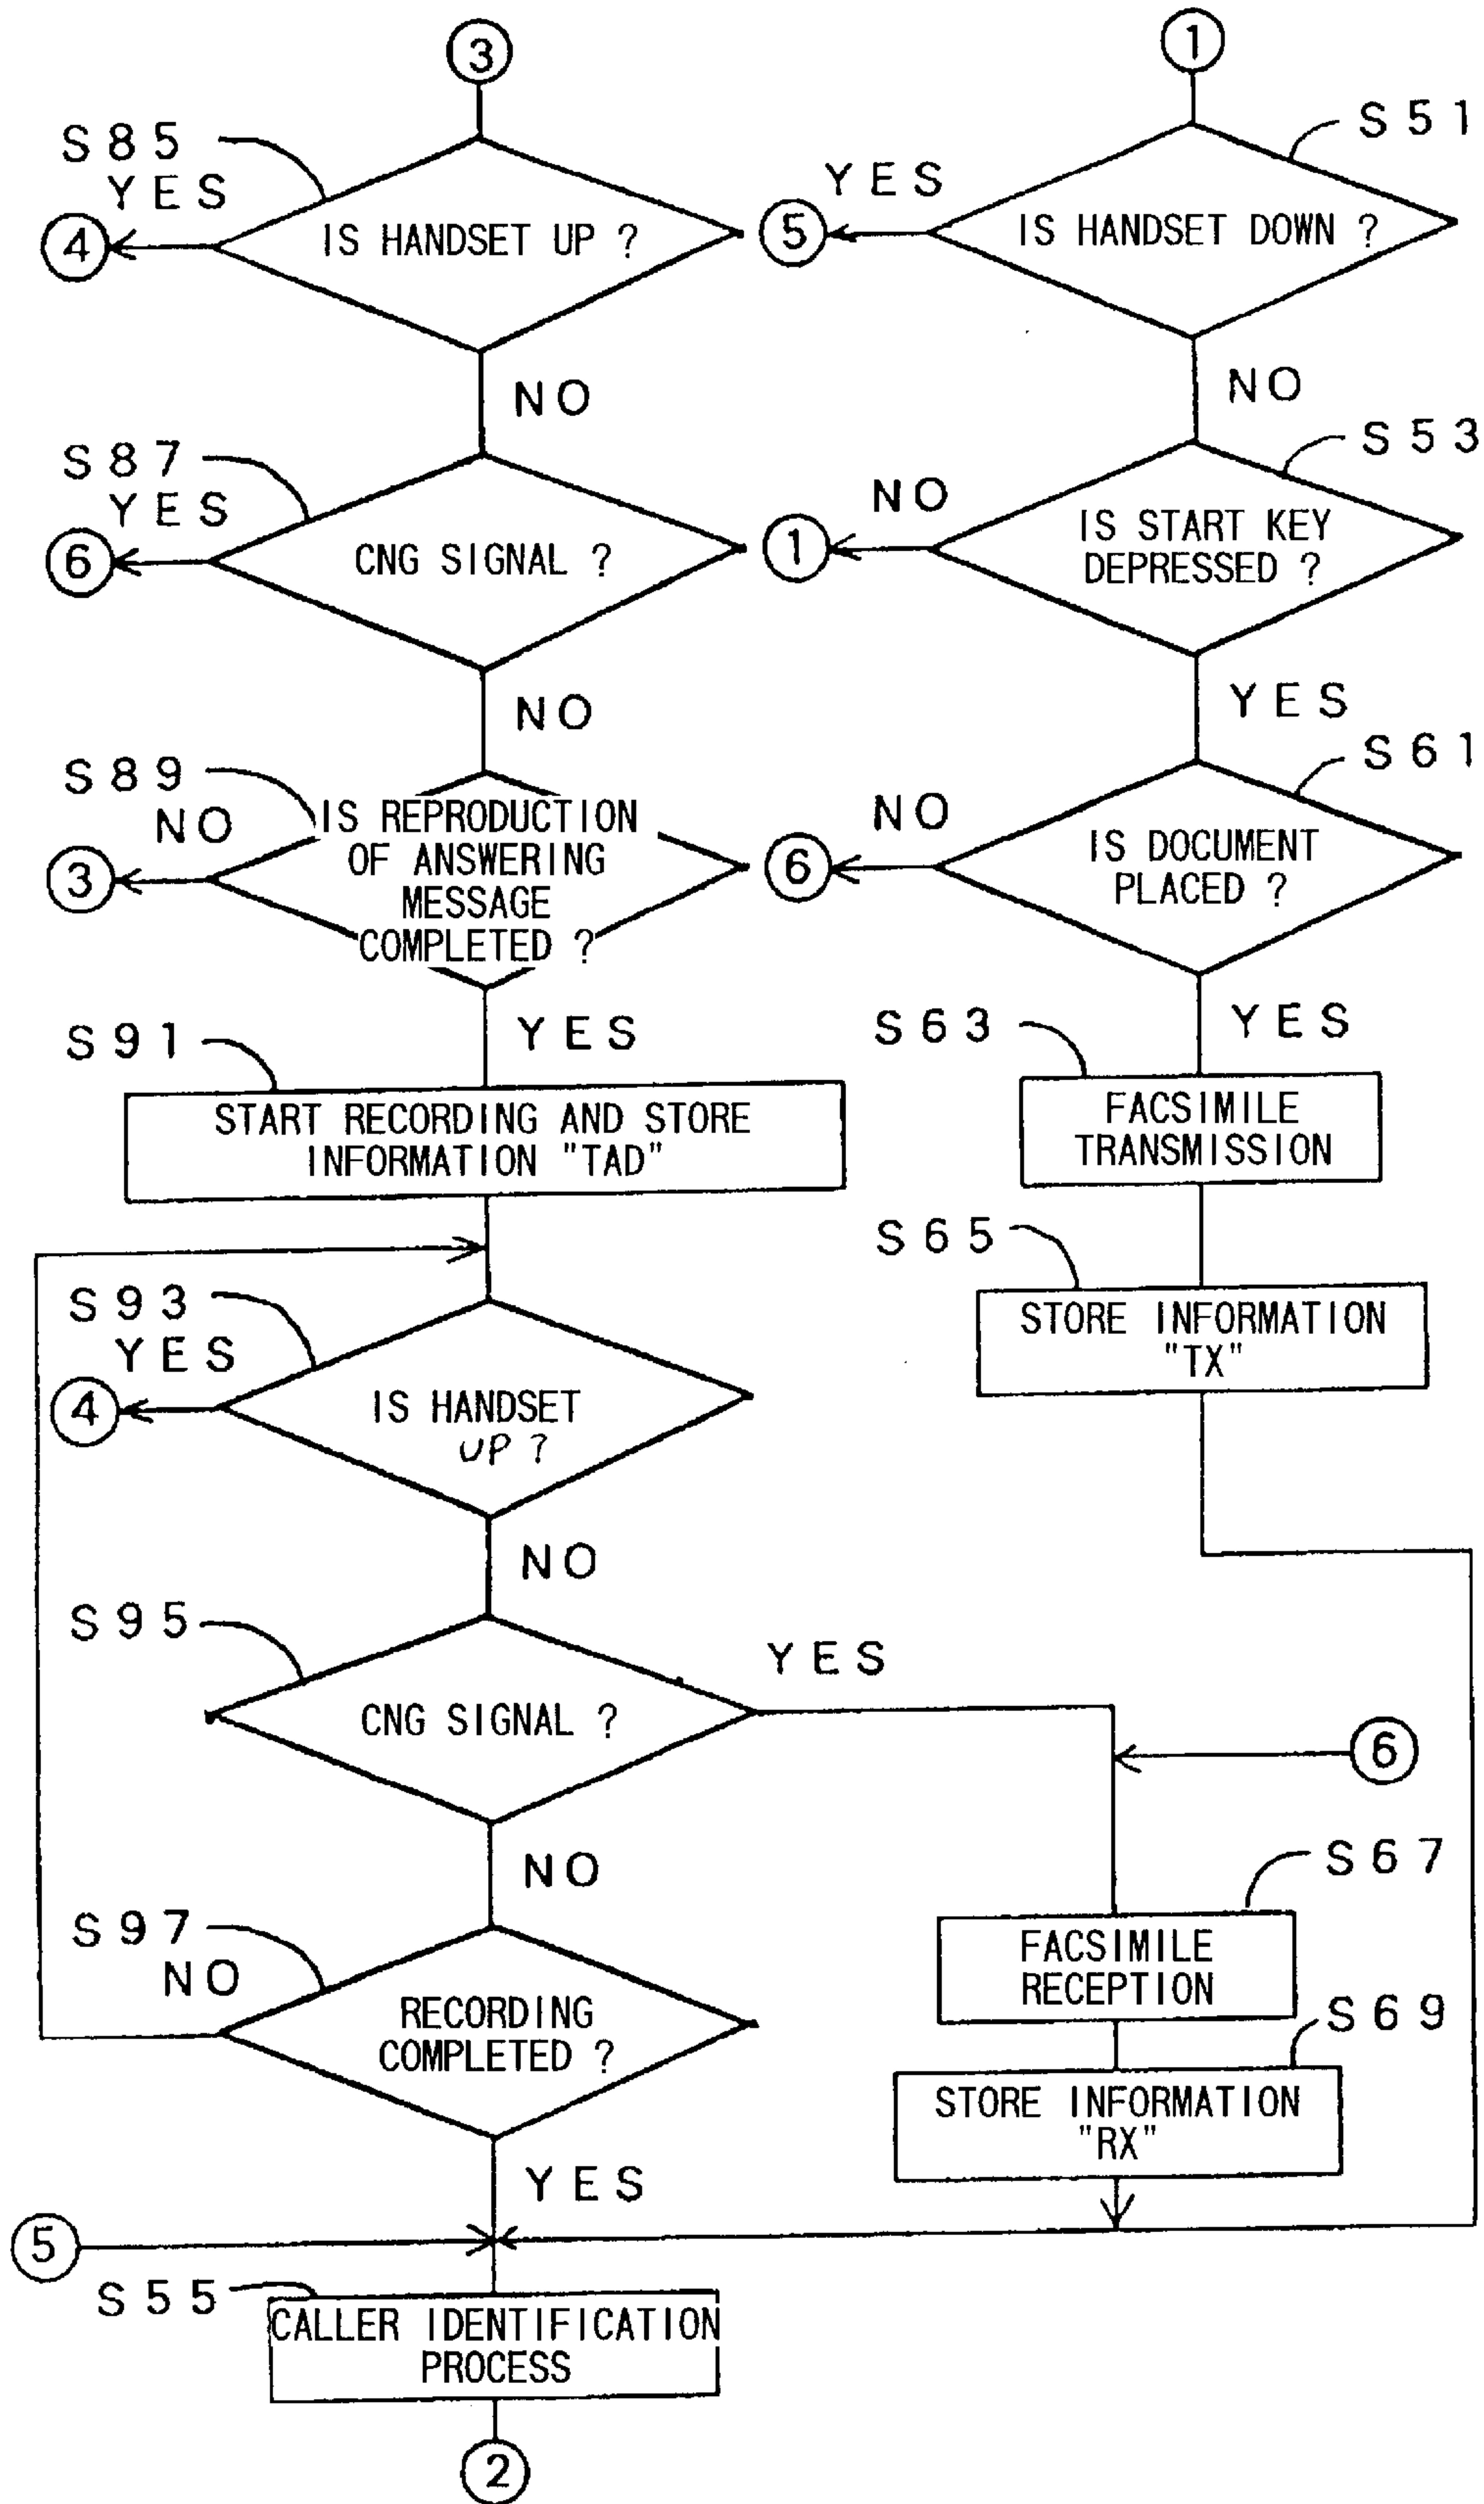 3
S85
YES
4
IS HANDSET UP ?
NO
S87
YES
6
CNG SIGNAL ?
NO
S89
NO
3
IS REPRODUCTION
OF ANSWERING
MESSAGE
COMPLETED ?
YES
S91
START RECORDING AND STORE
INFORMATION "TAD"
S93
YES
4
IS HANDSET
UP ?
NO
S95
CNG SIGNAL ?
YES
NO
S97
NO
RECORDING
COMPLETED ?
YES
1
S51
YES
5
IS HANDSET DOWN ?
NO
S53
NO
1
IS START KEY
DEPRESSED ?
YES
S61
NO
6
IS DOCUMENT
PLACED ?
YES
S63
FACSIMILE
TRANSMISSION
S65
STORE INFORMATION
"TX"
6
S67
FACSIMILE
RECEPTION
S69
STORE INFORMATION
"RX"
5
S55
CALLER IDENTIFICATION
PROCESS
2